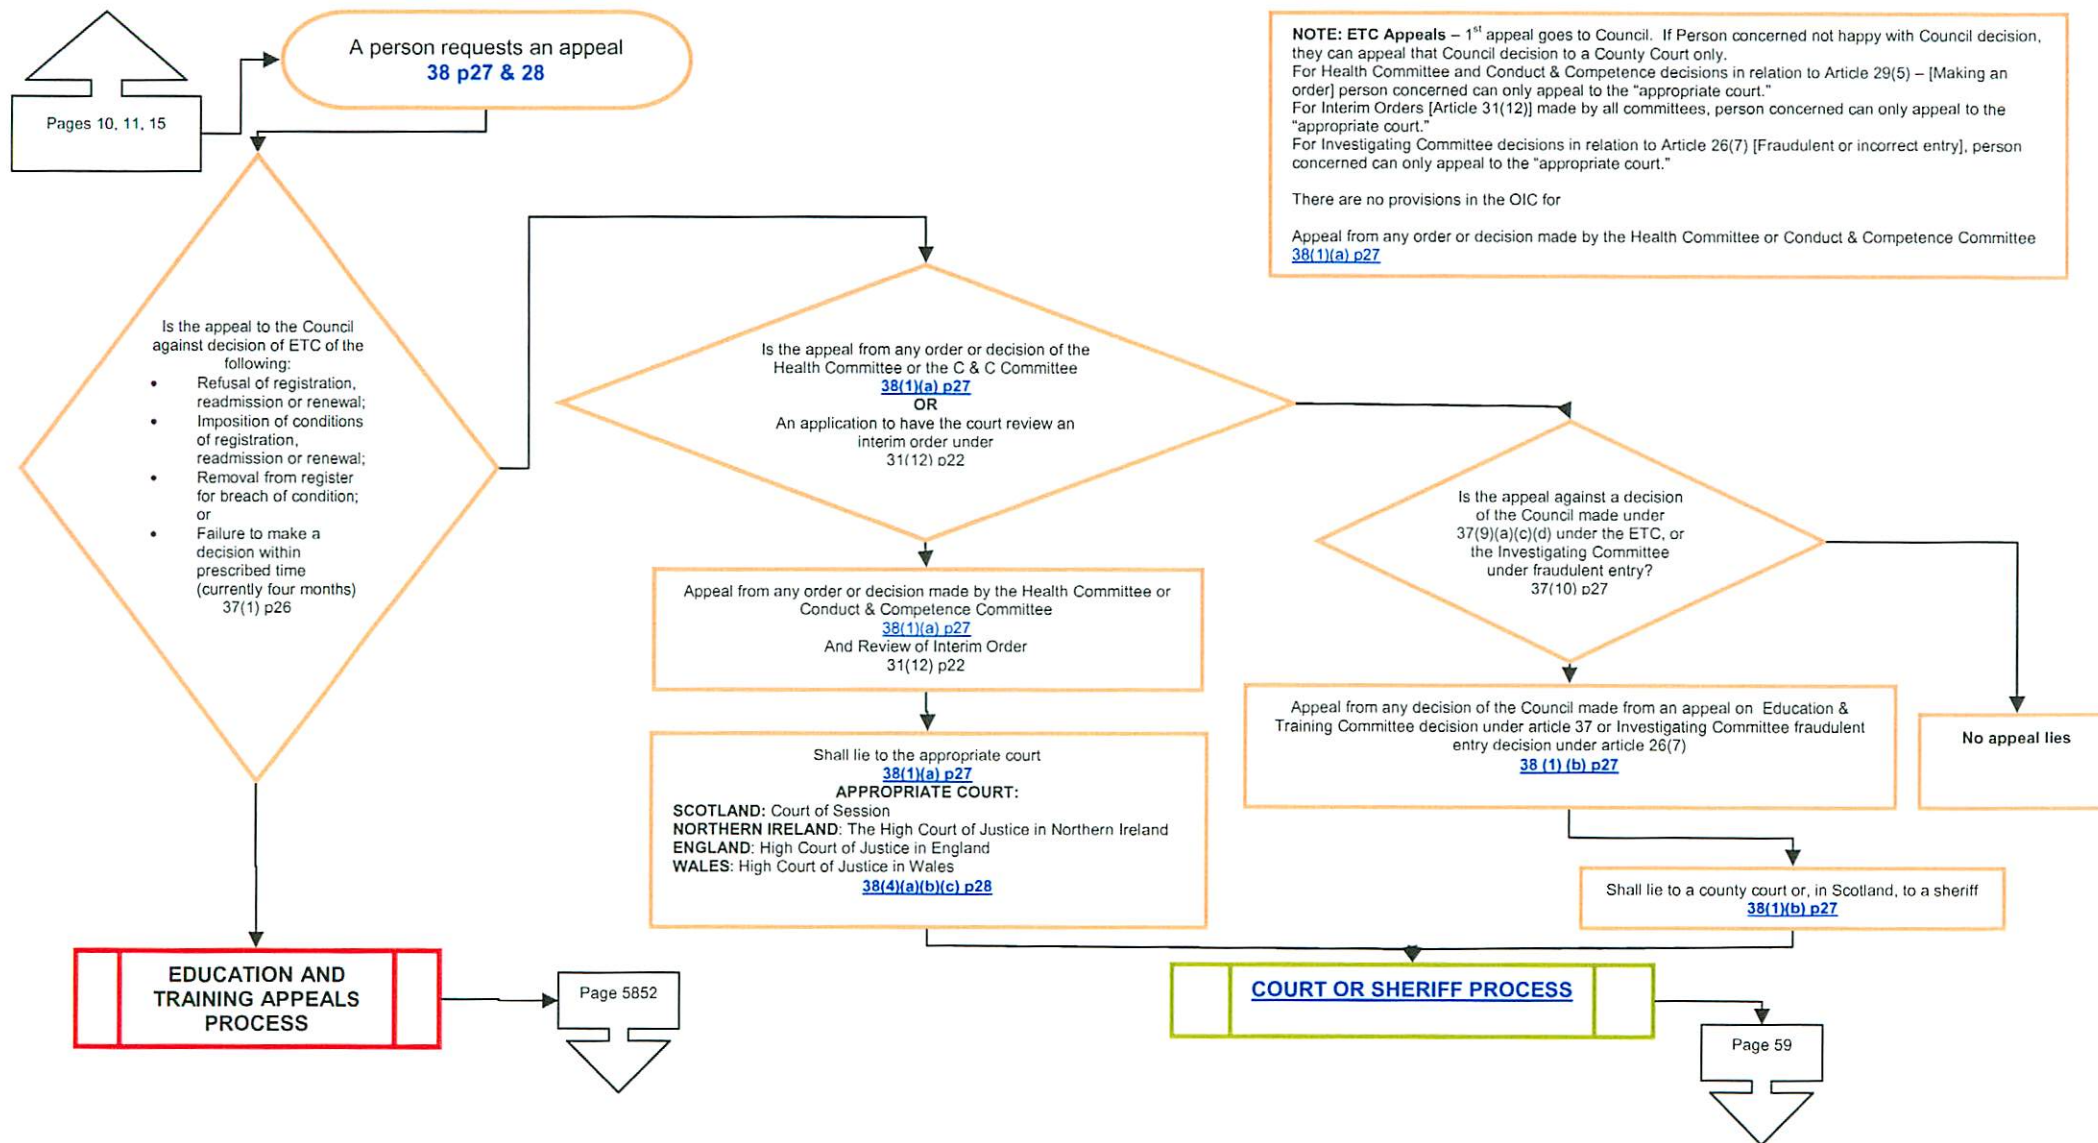 Pages 10, 11, 15
A person requests an appeal
38 p27 & 28
NOTE: ETC Appeals – 1st appeal goes to Council. If Person concerned not happy with Council decision,
they can appeal that Council decision to a County Court only.
For Health Committee and Conduct & Competence decisions in relation to Article 29(5) – [Making an
order] person concerned can only appeal to the “appropriate court.”
For Interim Orders [Article 31(12)] made by all committees, person concerned can only appeal to the
“appropriate court.”
For Investigating Committee decisions in relation to Article 26(7) [Fraudulent or incorrect entry], person
concerned can only appeal to the “appropriate court.”
There are no provisions in the OIC for
Appeal from any order or decision made by the Health Committee or Conduct & Competence Committee
38(1)(a) p27
Is the appeal to the Council
against decision of ETC of the
following:
• Refusal of registration,
readmission or renewal;
• Imposition of conditions
of registration,
readmission or renewal;
• Removal from register
for breach of condition;
or
• Failure to make a
decision within
prescribed time
(currently four months)
37(1) p26
Is the appeal from any order or decision of the
Health Committee or the C & C Committee
38(1)(a) p27
OR
An application to have the court review an
interim order under
31(12) p22
Is the appeal against a decision
of the Council made under
37(9)(a)(c)(d) under the ETC, or
the Investigating Committee
under fraudulent entry?
37(10) p27
Appeal from any order or decision made by the Health Committee or
Conduct & Competence Committee
38(1)(a) p27
And Review of Interim Order
31(12) p22
Appeal from any decision of the Council made from an appeal on Education &
Training Committee decision under article 37 or Investigating Committee fraudulent
entry decision under article 26(7)
38 (1) (b) p27
No appeal lies
Shall lie to the appropriate court
38(1)(a) p27
APPROPRIATE COURT:
SCOTLAND: Court of Session
NORTHERN IRELAND: The High Court of Justice in Northern Ireland
ENGLAND: High Court of Justice in England
WALES: High Court of Justice in Wales
38(4)(a)(b)(c) p28
Shall lie to a county court or, in Scotland, to a sheriff
38(1)(b) p27
EDUCATION AND
TRAINING APPEALS
PROCESS
Page 5852
COURT OR SHERIFF PROCESS
Page 59